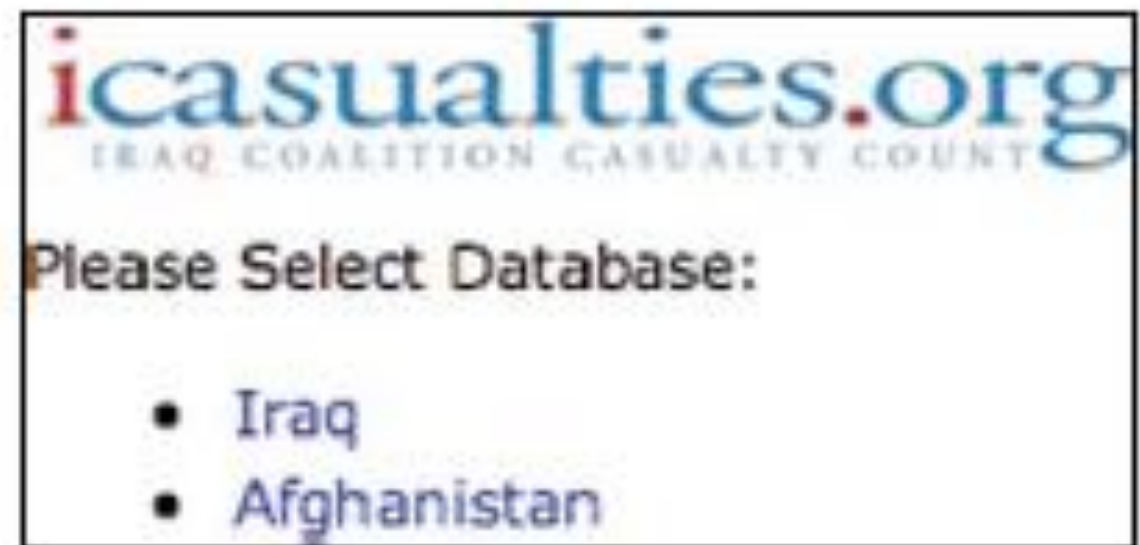 icasualties.org
IRAQ COALITION CASUALTY COUNT
Please Select Database:
• Iraq
• Afghanistan